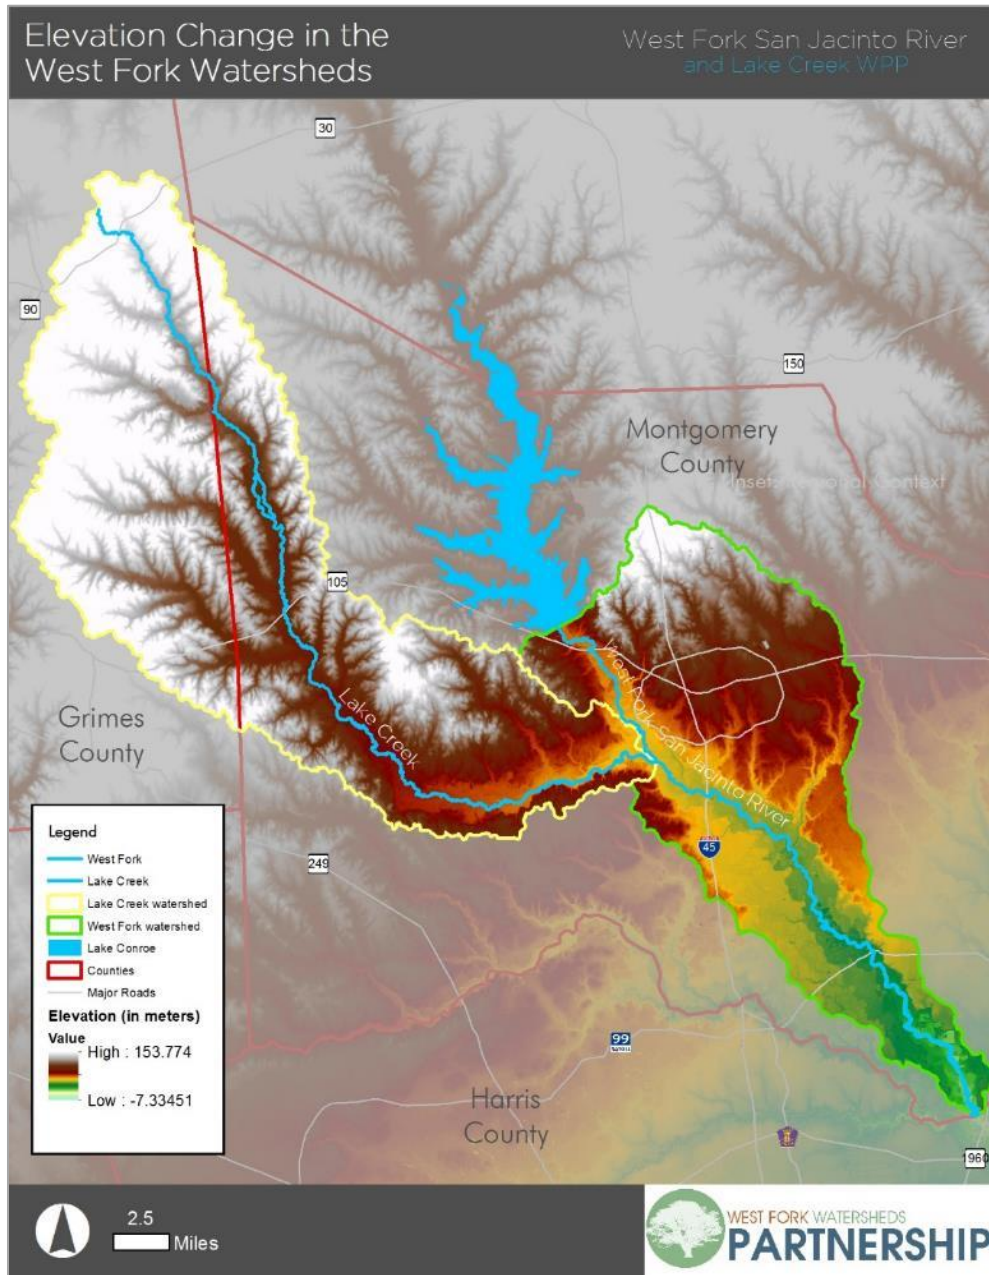 Elevation Change in the
West Fork Watersheds
West Fork San Jacinto River
and Lake Creek WPP
30
90
150
Montgomery
County
105
West Fork San Jacinto River
Lake Creek
Grimes
County
45
249
99
Harris
County
1960
Legend
West Fork
Lake Creek
Lake Creek watershed
West Fork watershed
Lake Conroe
Counties
Major Roads
Elevation (in meters)
Value
High : 153.774
Low : -7.33451
2.5
Miles
WEST FORK WATERSHEDS
PARTNERSHIP